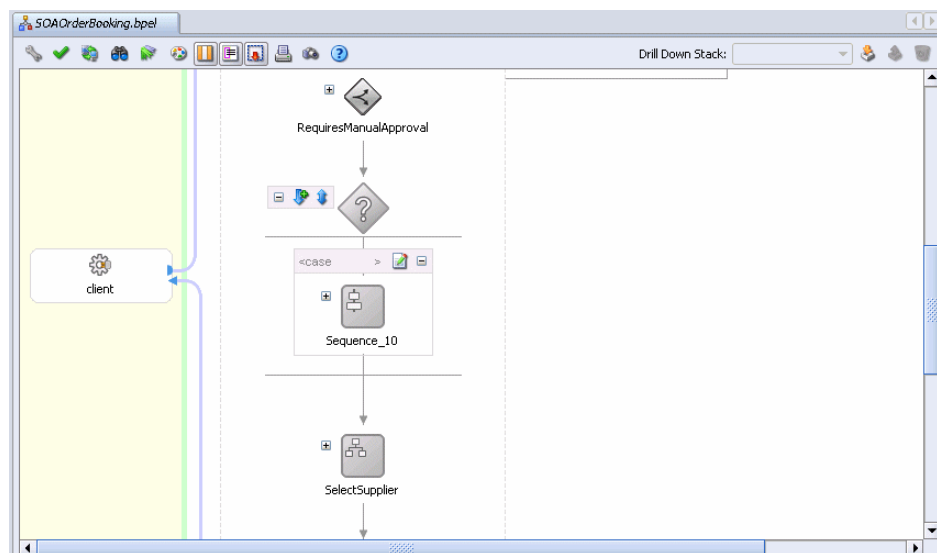 SOAOrderBooking.bpel
Drill Down Stack:
RequiresManualApproval
?
<case >
client
Sequence_10
SelectSupplier